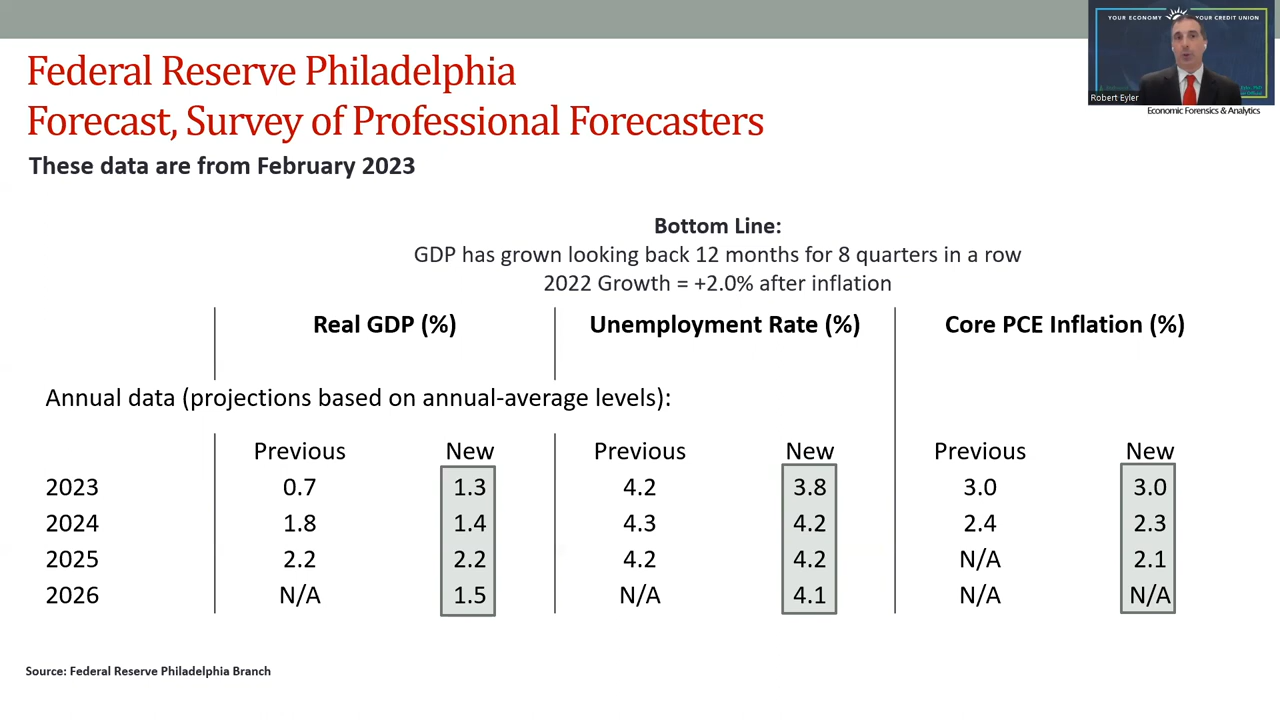 YOUR ECONOMY YOUR CREDIT UNION
Robert Eyler
Economic Forensics & Analytics
Federal Reserve Philadelphia
Forecast, Survey of Professional Forecasters
These data are from February 2023
Bottom Line:
GDP has grown looking back 12 months for 8 quarters in a row
2022 Growth = +2.0% after inflation
Real GDP (%) Unemployment Rate (%) Core PCE Inflation (%)
Annual data (projections based on annual-average levels):
Previous New Previous New Previous New
2023 0.7 1.3 4.2 3.8 3.0 3.0
2024 1.8 1.4 4.3 4.2 2.4 2.3
2025 2.2 2.2 4.2 4.2 N/A 2.1
2026 N/A 1.5 N/A 4.1 N/A N/A
Source: Federal Reserve Philadelphia Branch